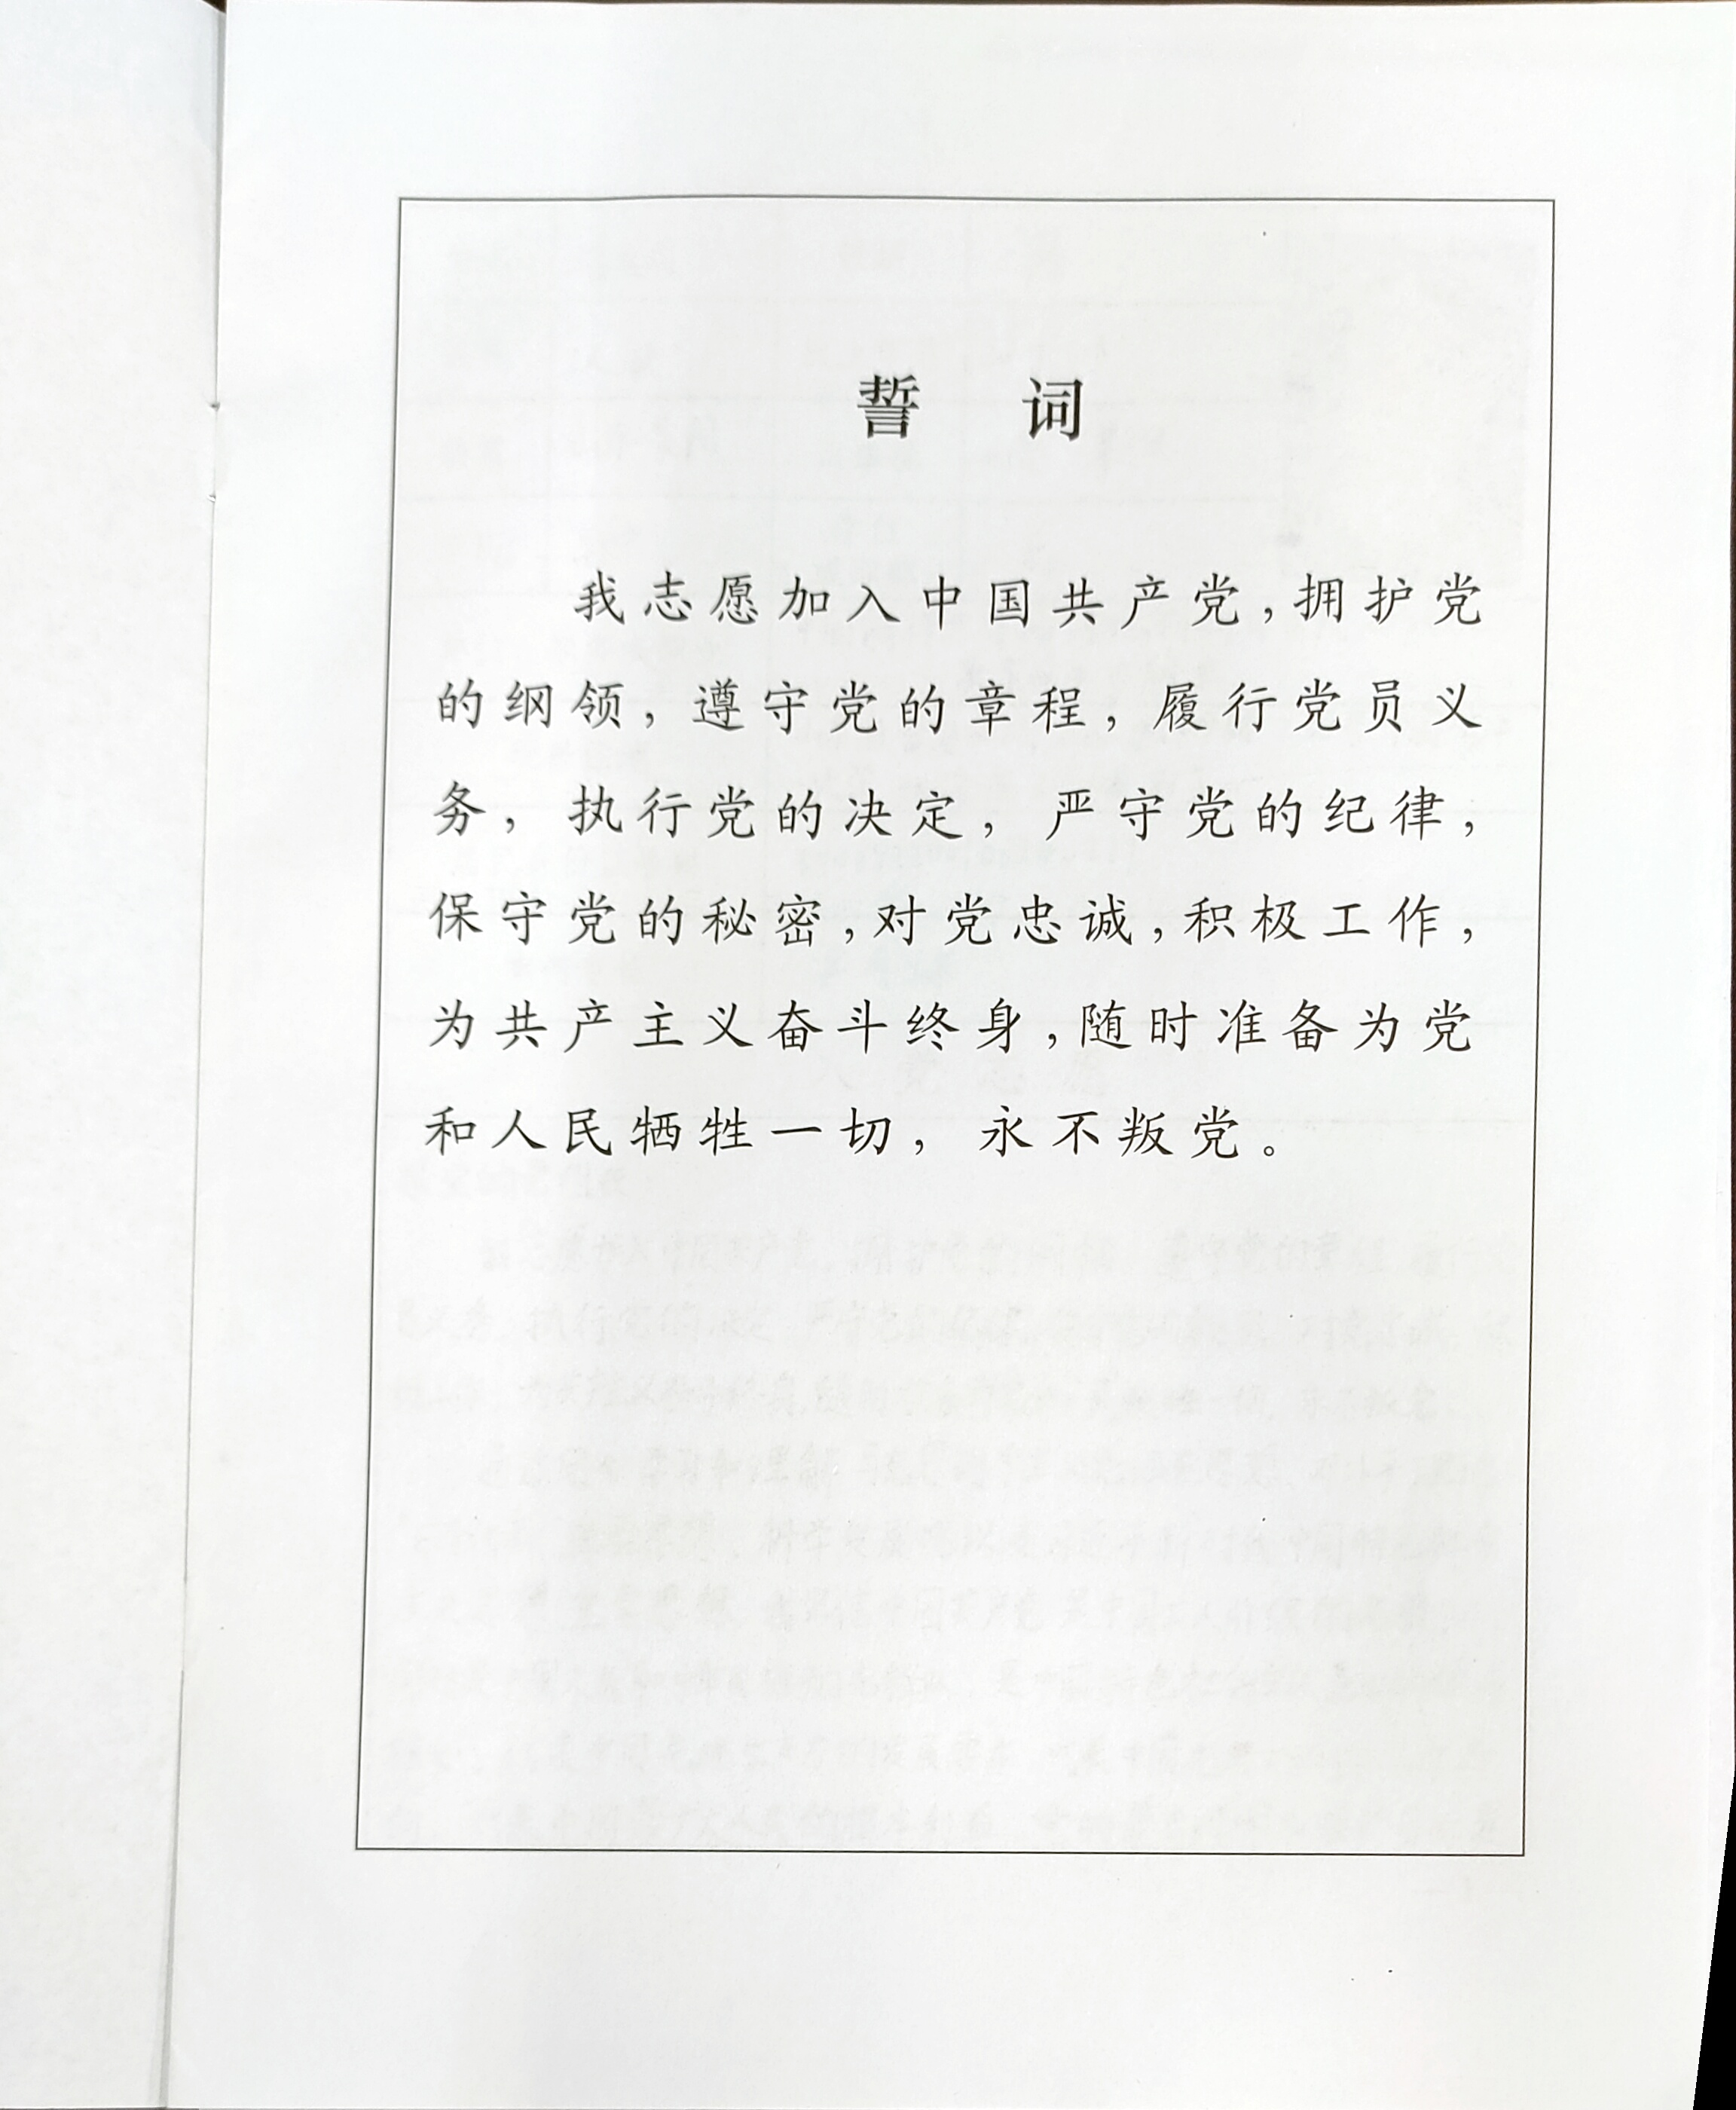 誓 词
我志愿加入中国共产党，拥护党
的纲领，遵守党的章程，履行党员义
务，执行党的决定，严守党的纪律，
保守党的秘密，对党忠诚，积极工作，
为共产主义奋斗终身，随时准备为党
和人民牺牲一切，永不叛党。